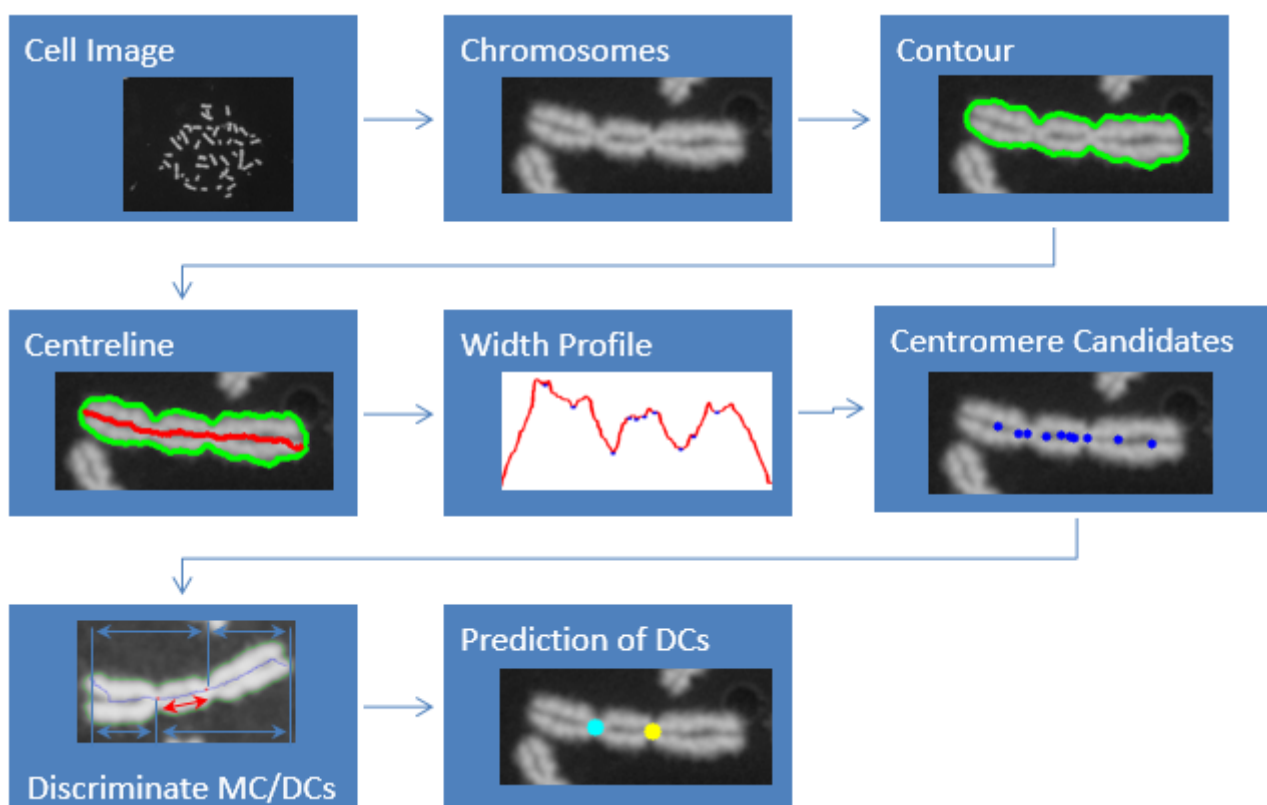 Cell Image
Chromosomes
Contour
Centreline
Width Profile
Centromere Candidates
Discriminate MC/DCs
Prediction of DCs